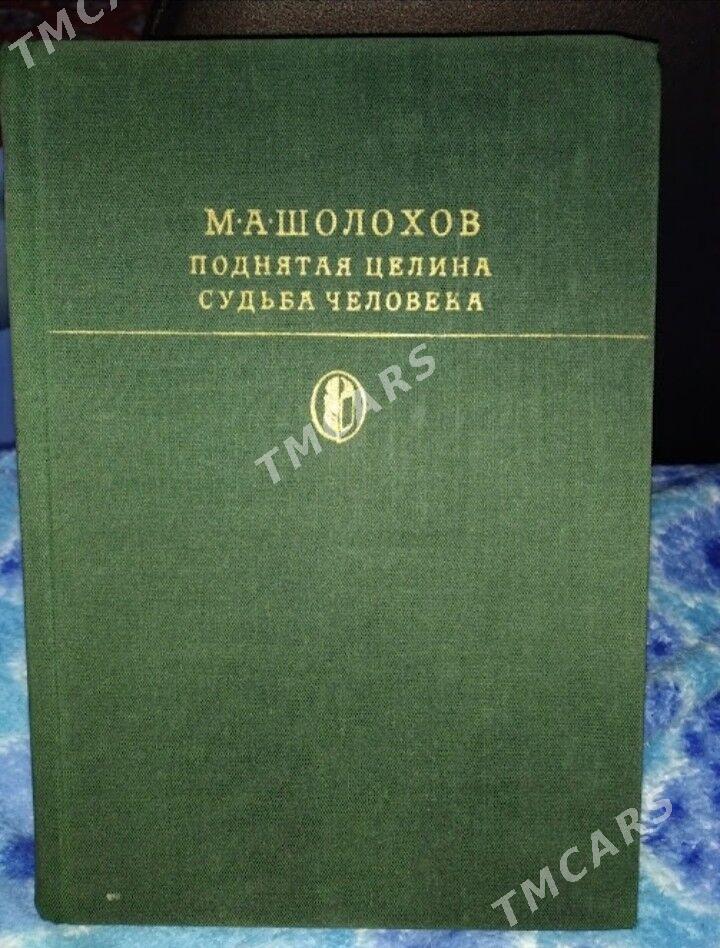 TMCARS
М·А·ШОЛОХОВ
ПОДНЯТАЯ ЦЕЛИНА
СУДЬБА ЧЕЛОВЕКА
TMCARS
TMCARS